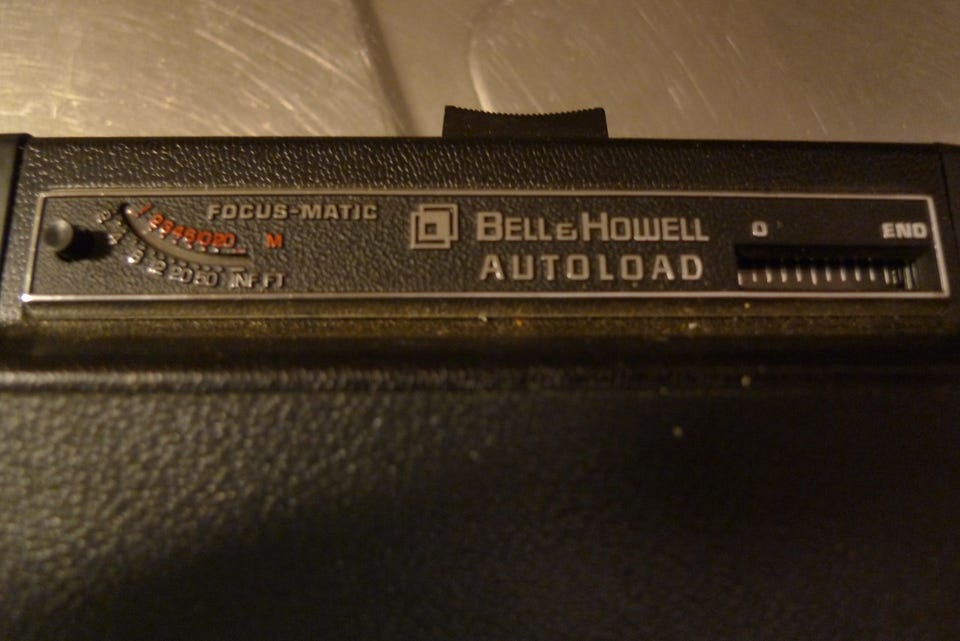 FOCUS-MATIC
M
INF. FT
BELL & HOWELL
AUTOLOAD
0
END